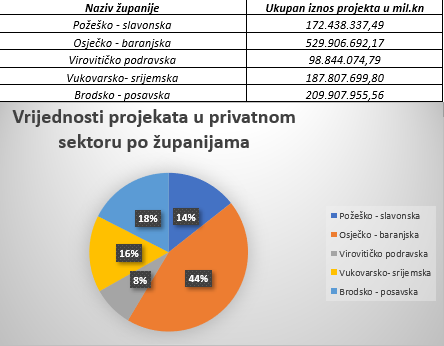 Naziv županije Ukupan iznos projekta u mil.kn
Požeško - slavonska 172.438.337,49
Osječko - baranjska 529.906.692,17
Virovitičko podravska 98.844.074,79
Vukovarsko- srijemska 187.807.699,80
Brodsko - posavska 209.907.955,56
Vrijednosti projekata u privatnom
sektoru po županijama
14%
44%
8%
16%
18%
Požeško - slavonska
Osječko - baranjska
Virovitičko podravska
Vukovarsko- srijemska
Brodsko - posavska